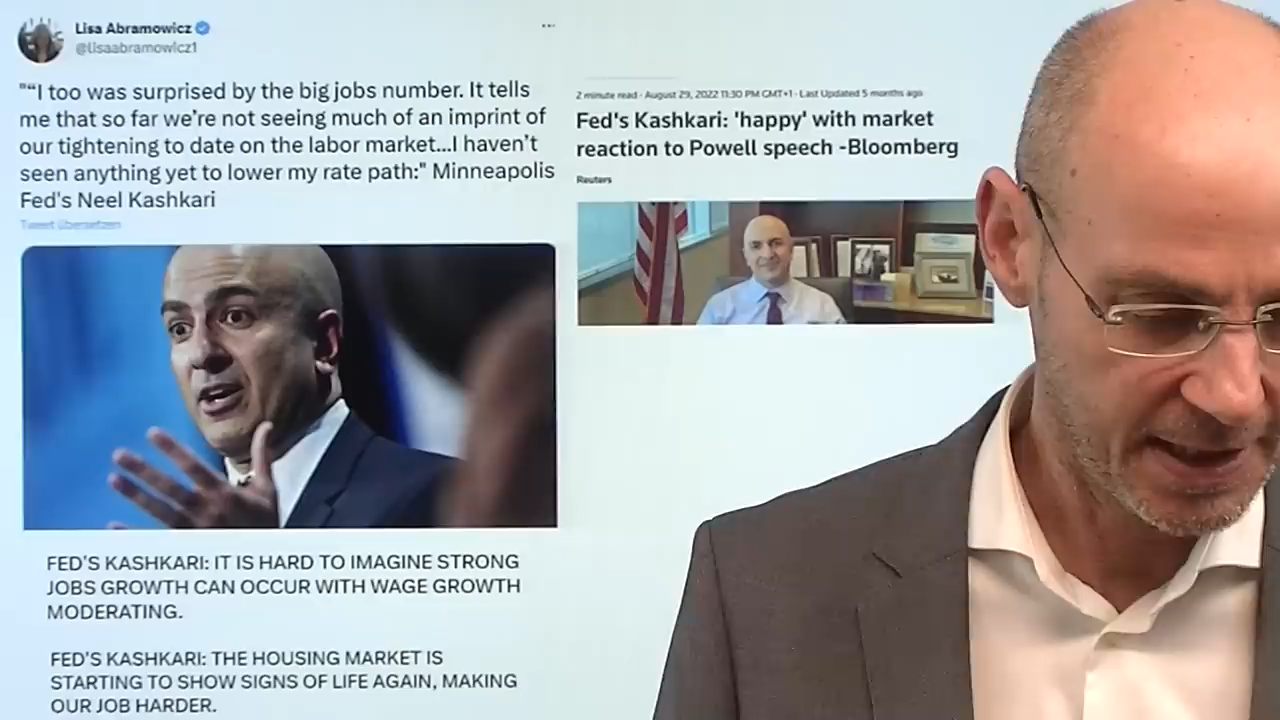 Lisa Abramowicz
@lisaabramowicz1
""I too was surprised by the big jobs number. It tells
me that so far we're not seeing much of an imprint of
our tightening to date on the labor market...I haven't
seen anything yet to lower my rate path:" Minneapolis
Fed's Neel Kashkari
Tweet übersetzen
FED'S KASHKARI: IT IS HARD TO IMAGINE STRONG
JOBS GROWTH CAN OCCUR WITH WAGE GROWTH
MODERATING.
FED'S KASHKARI: THE HOUSING MARKET IS
STARTING TO SHOW SIGNS OF LIFE AGAIN, MAKING
OUR JOB HARDER.
2 minute read · August 29, 2022 11:30 PM GMT+1 · Last Updated 5 months ago
Fed's Kashkari: 'happy' with market
reaction to Powell speech -Bloomberg
Reuters